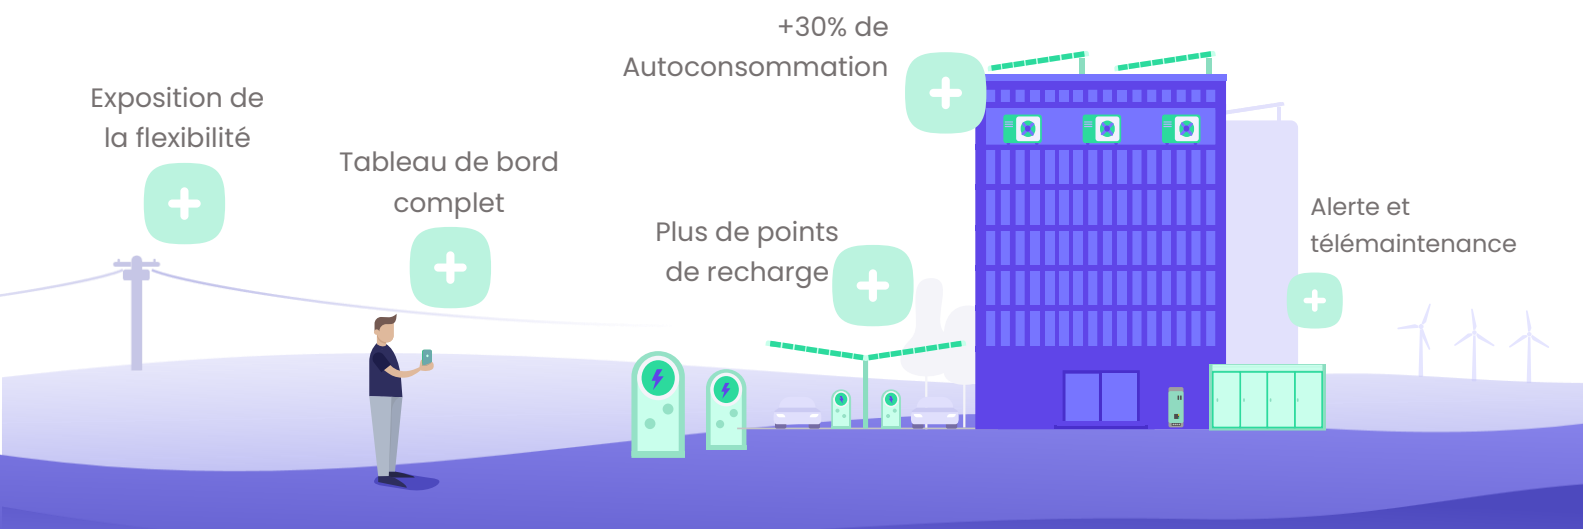 +30% de
Autoconsommation
Exposition de
la flexibilité
Tableau de bord
complet
Plus de points
de recharge
Alerte et
télémaintenance